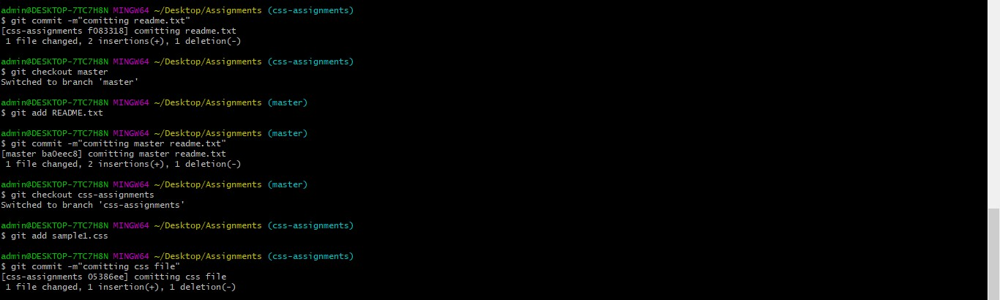 admin@DESKTOP-7TC7H8N MINGW64 ~/Desktop/Assignments (css-assignments)
$ git commit -m"comitting readme.txt"
[css-assignments f083318] comitting readme.txt
 1 file changed, 2 insertions(+), 1 deletion(-)
admin@DESKTOP-7TC7H8N MINGW64 ~/Desktop/Assignments (css-assignments)
$ git checkout master
Switched to branch 'master'
admin@DESKTOP-7TC7H8N MINGW64 ~/Desktop/Assignments (master)
$ git add README.txt
admin@DESKTOP-7TC7H8N MINGW64 ~/Desktop/Assignments (master)
$ git commit -m"comitting master readme.txt"
[master ba0eec8] comitting master readme.txt
 1 file changed, 2 insertions(+), 1 deletion(-)
admin@DESKTOP-7TC7H8N MINGW64 ~/Desktop/Assignments (master)
$ git checkout css-assignments
Switched to branch 'css-assignments'
admin@DESKTOP-7TC7H8N MINGW64 ~/Desktop/Assignments (css-assignments)
$ git add sample1.css
admin@DESKTOP-7TC7H8N MINGW64 ~/Desktop/Assignments (css-assignments)
$ git commit -m"comitting css file"
[css-assignments 05386ee] comitting css file
 1 file changed, 1 insertion(+), 1 deletion(-)